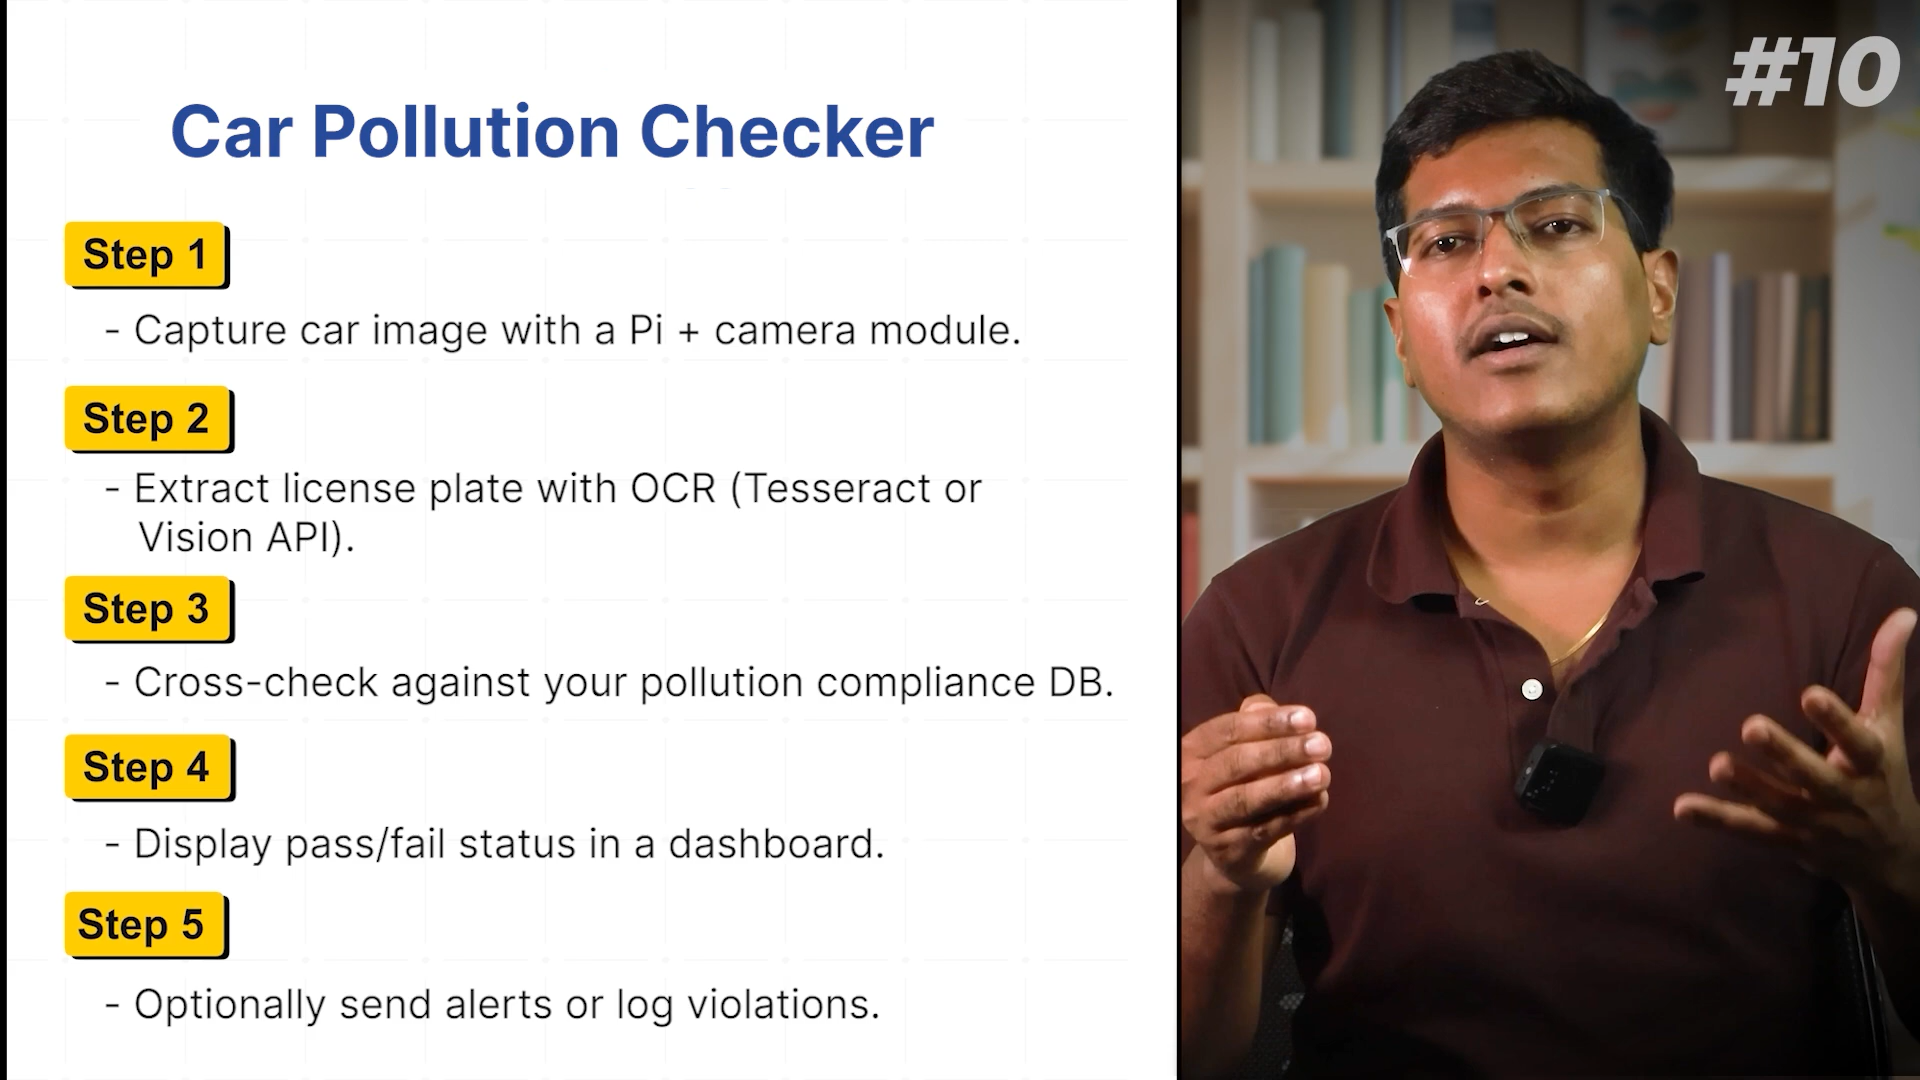 #10
Car Pollution Checker
Step 1
- Capture car image with a Pi + camera module.
Step 2
- Extract license plate with OCR (Tesseract or
Vision API).
Step 3
- Cross-check against your pollution compliance DB.
Step 4
- Display pass/fail status in a dashboard.
Step 5
- Optionally send alerts or log violations.